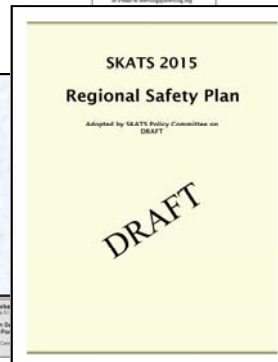 SKATS 2015
Regional Safety Plan
Adopted by SKATS Policy Committee on
DRAFT
DRAFT